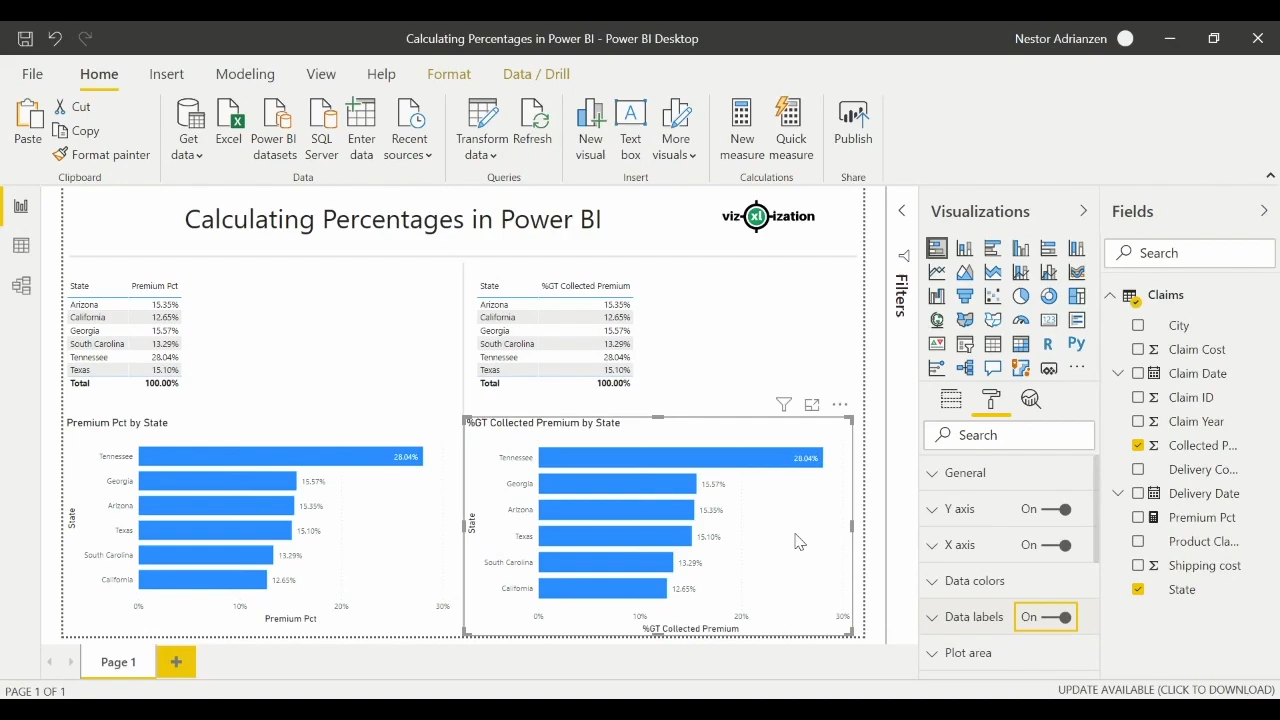 Calculating Percentages in Power BI - Power BI Desktop
Nestor Adrianzen
File Home Insert Modeling View Help Format Data / Drill
Paste
Cut
Copy
Format painter
Clipboard
Get data
Excel
Power BI datasets
SQL Server
Enter data
Recent sources
Data
Transform data
Refresh
Queries
New visual
Text box
More visuals
Insert
New measure
Quick measure
Calculations
Publish
Share
Calculating Percentages in Power BI
viz-xl-ization
State Premium Pct
Arizona 15.35%
California 12.65%
Georgia 15.57%
South Carolina 13.29%
Tennessee 28.04%
Texas 15.10%
Total 100.00%
State %GT Collected Premium
Arizona 15.35%
California 12.65%
Georgia 15.57%
South Carolina 13.29%
Tennessee 28.04%
Texas 15.10%
Total 100.00%
Premium Pct by State
State
Tennessee 28.04%
Georgia 15.57%
Arizona 15.35%
Texas 15.10%
South Carolina 13.29%
California 12.65%
0% 10% 20% 30%
Premium Pct
%GT Collected Premium by State
State
Tennessee 28.04%
Georgia 15.57%
Arizona 15.35%
Texas 15.10%
South Carolina 13.29%
California 12.65%
0% 10% 20% 30%
%GT Collected Premium
Filters
Visualizations
123
R
Py
Search
General
Y axis On
X axis On
Data colors
Data labels On
Plot area
Fields
Search
Claims
City
Claim Cost
Claim Date
Claim ID
Claim Year
Collected P...
Delivery Co...
Delivery Date
Premium Pct
Product Cla...
Shipping cost
State
Page 1
PAGE 1 OF 1
UPDATE AVAILABLE (CLICK TO DOWNLOAD)